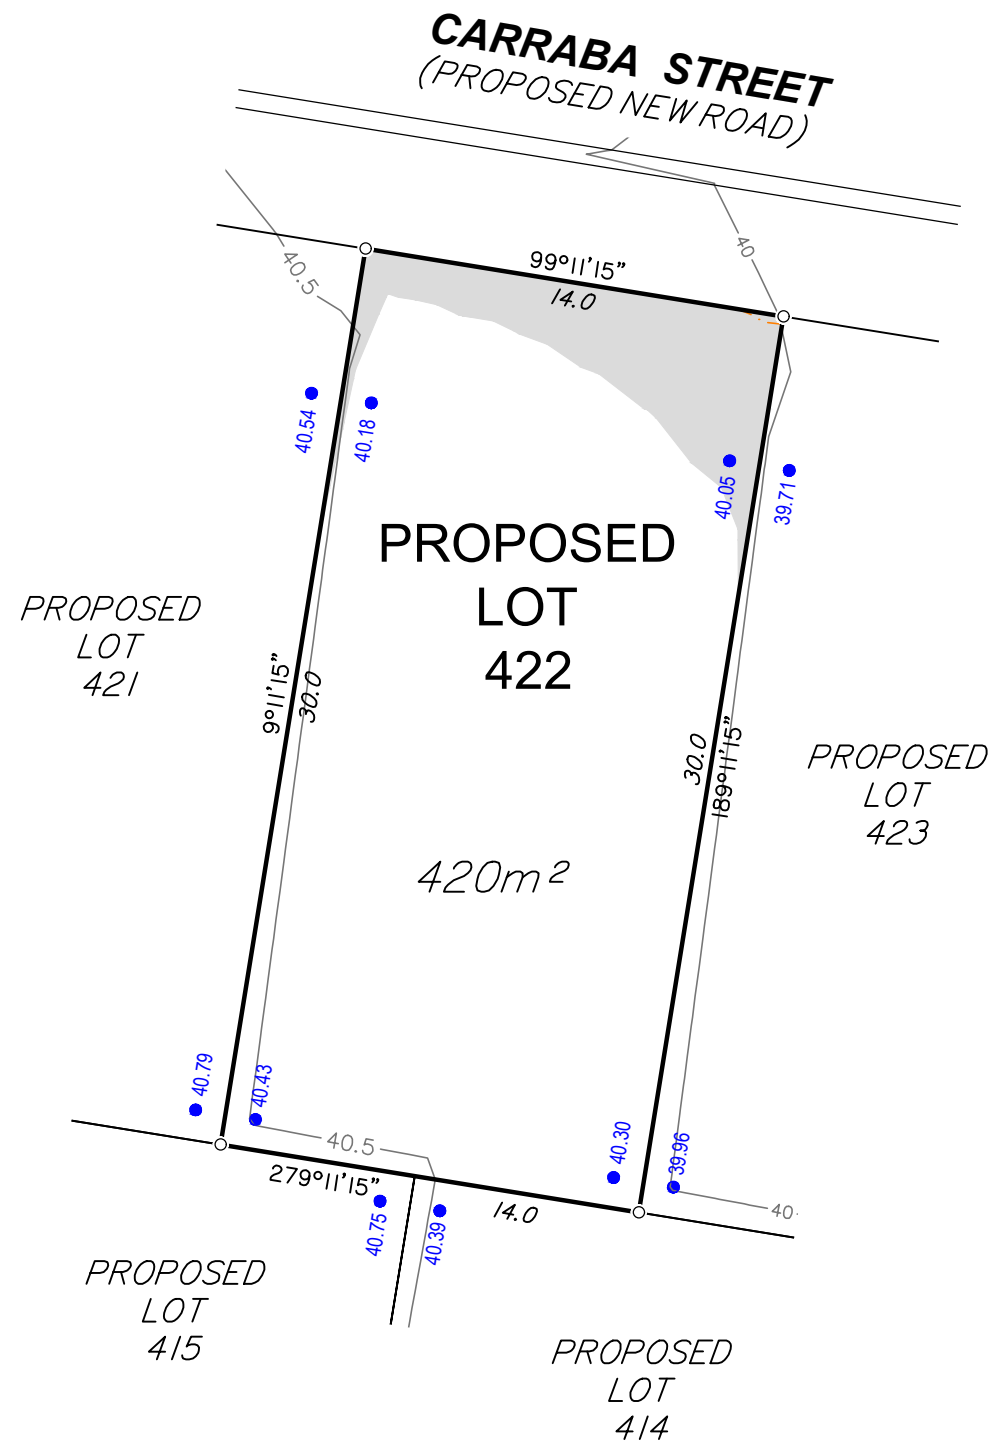 CARRABA STREET
(PROPOSED NEW ROAD)
40
40.5
99°11'15"
14.0
40.54
40.18
40.05
39.71
PROPOSED
LOT
422
PROPOSED
LOT
421
9°11'15"
30.0
30.0
189°11'15"
PROPOSED
LOT
423
420m²
40.79
40.43
40.30
39.96
40.5
279°11'15"
14.0
40
40.75
40.39
PROPOSED
LOT
415
PROPOSED
LOT
414